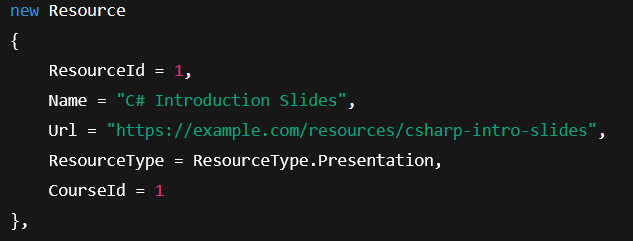 new Resource
{
    ResourceId = 1,
    Name = "C# Introduction Slides",
    Url = "https://example.com/resources/csharp-intro-slides",
    ResourceType = ResourceType.Presentation,
    CourseId = 1
},